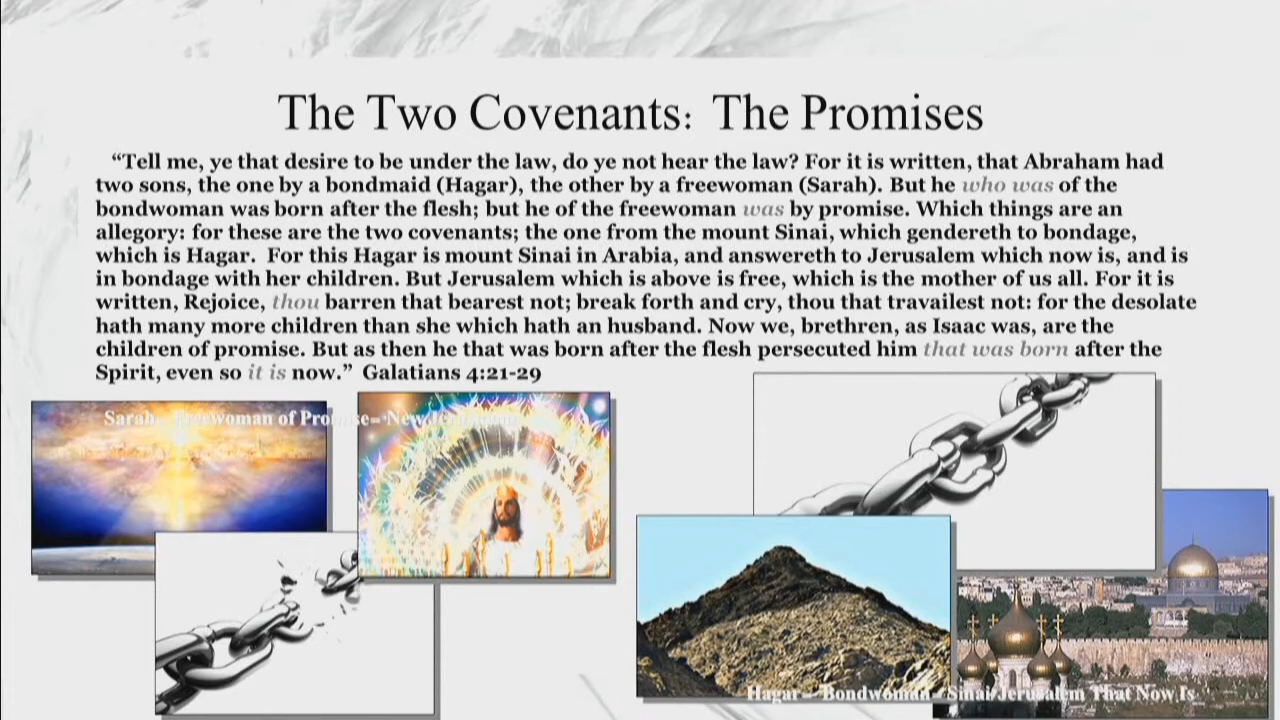 The Two Covenants: The Promises
“Tell me, ye that desire to be under the law, do ye not hear the law? For it is written, that Abraham had
two sons, the one by a bondmaid (Hagar), the other by a freewoman (Sarah). But he who was of the
bondwoman was born after the flesh; but he of the freewoman was by promise. Which things are an
allegory: for these are the two covenants; the one from the mount Sinai, which gendereth to bondage,
which is Hagar. For this Hagar is mount Sinai in Arabia, and answereth to Jerusalem which now is, and is
in bondage with her children. But Jerusalem which is above is free, which is the mother of us all. For it is
written, Rejoice, thou barren that bearest not; break forth and cry, thou that travailest not: for the desolate
hath many more children than she which hath an husband. Now we, brethren, as Isaac was, are the
children of promise. But as then he that was born after the flesh persecuted him that was born after the
Spirit, even so it is now.” Galatians 4:21-29
Sarah= Freewoman of Promise= New Jerusalem
Hagar= Bondwoman= Sinai/Jerusalem That Now Is